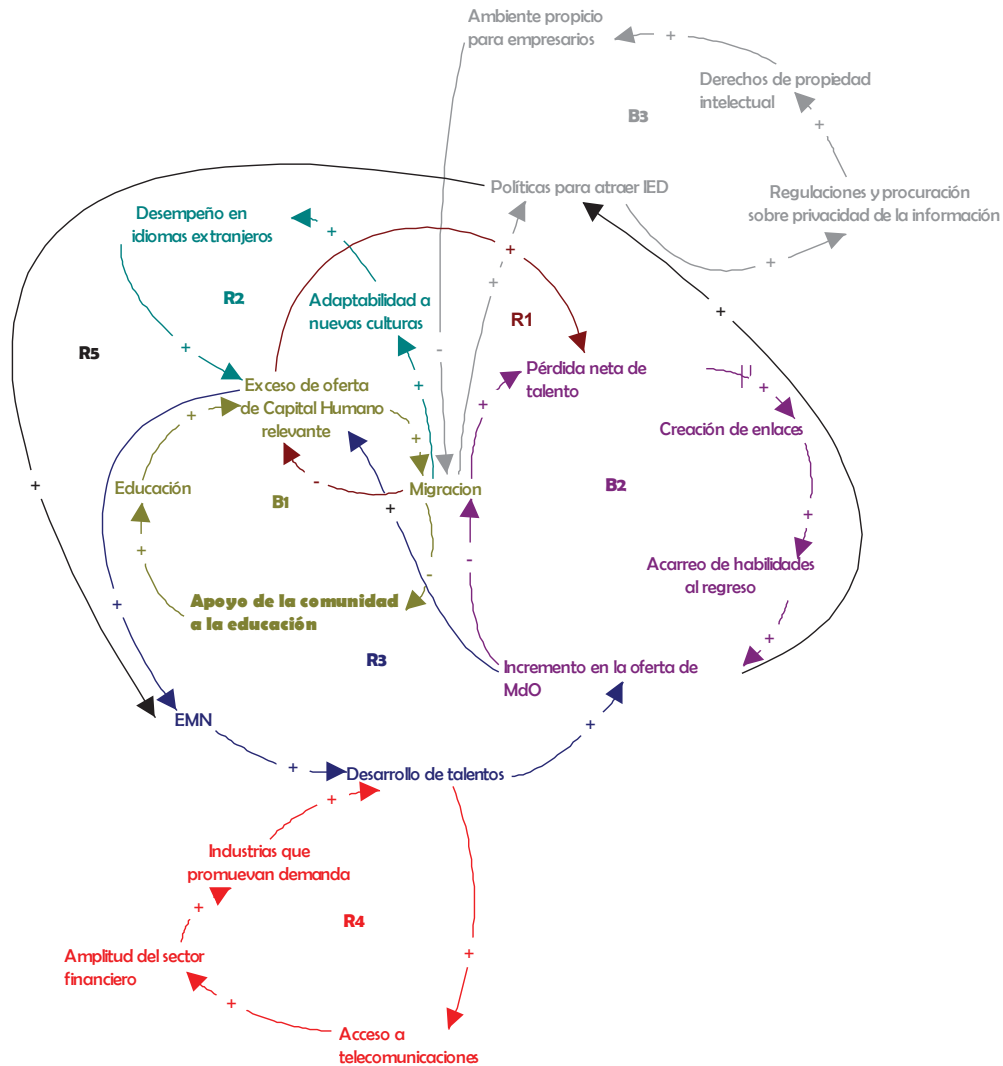 Ambiente propicio
para empresarios
+
Derechos de propiedad
intelectual
B3
+
Políticas para atraer IED
Regulaciones y procuración
sobre privacidad de la información
Desempeño en
idiomas extranjeros
+
+
+
+
R2
Adaptabilidad a
nuevas culturas
+
R1
R5
+
-
Pérdida neta de
talento
Exceso de oferta
de Capital Humano
relevante
+
+
+
+
Creación de enlaces
+
Educación
B1
-
Migracion
B2
+
+
+
+
-
-
Acarreo de habilidades
al regreso
Apoyo de la comunidad
a la educación
+
+
R3
Incremento en la oferta de
MdO
EMN
+
+
Desarrollo de talentos
+
Industrias que
promuevan demanda
+
R4
Amplitud del sector
financiero
+
+
Acceso a
telecomunicaciones